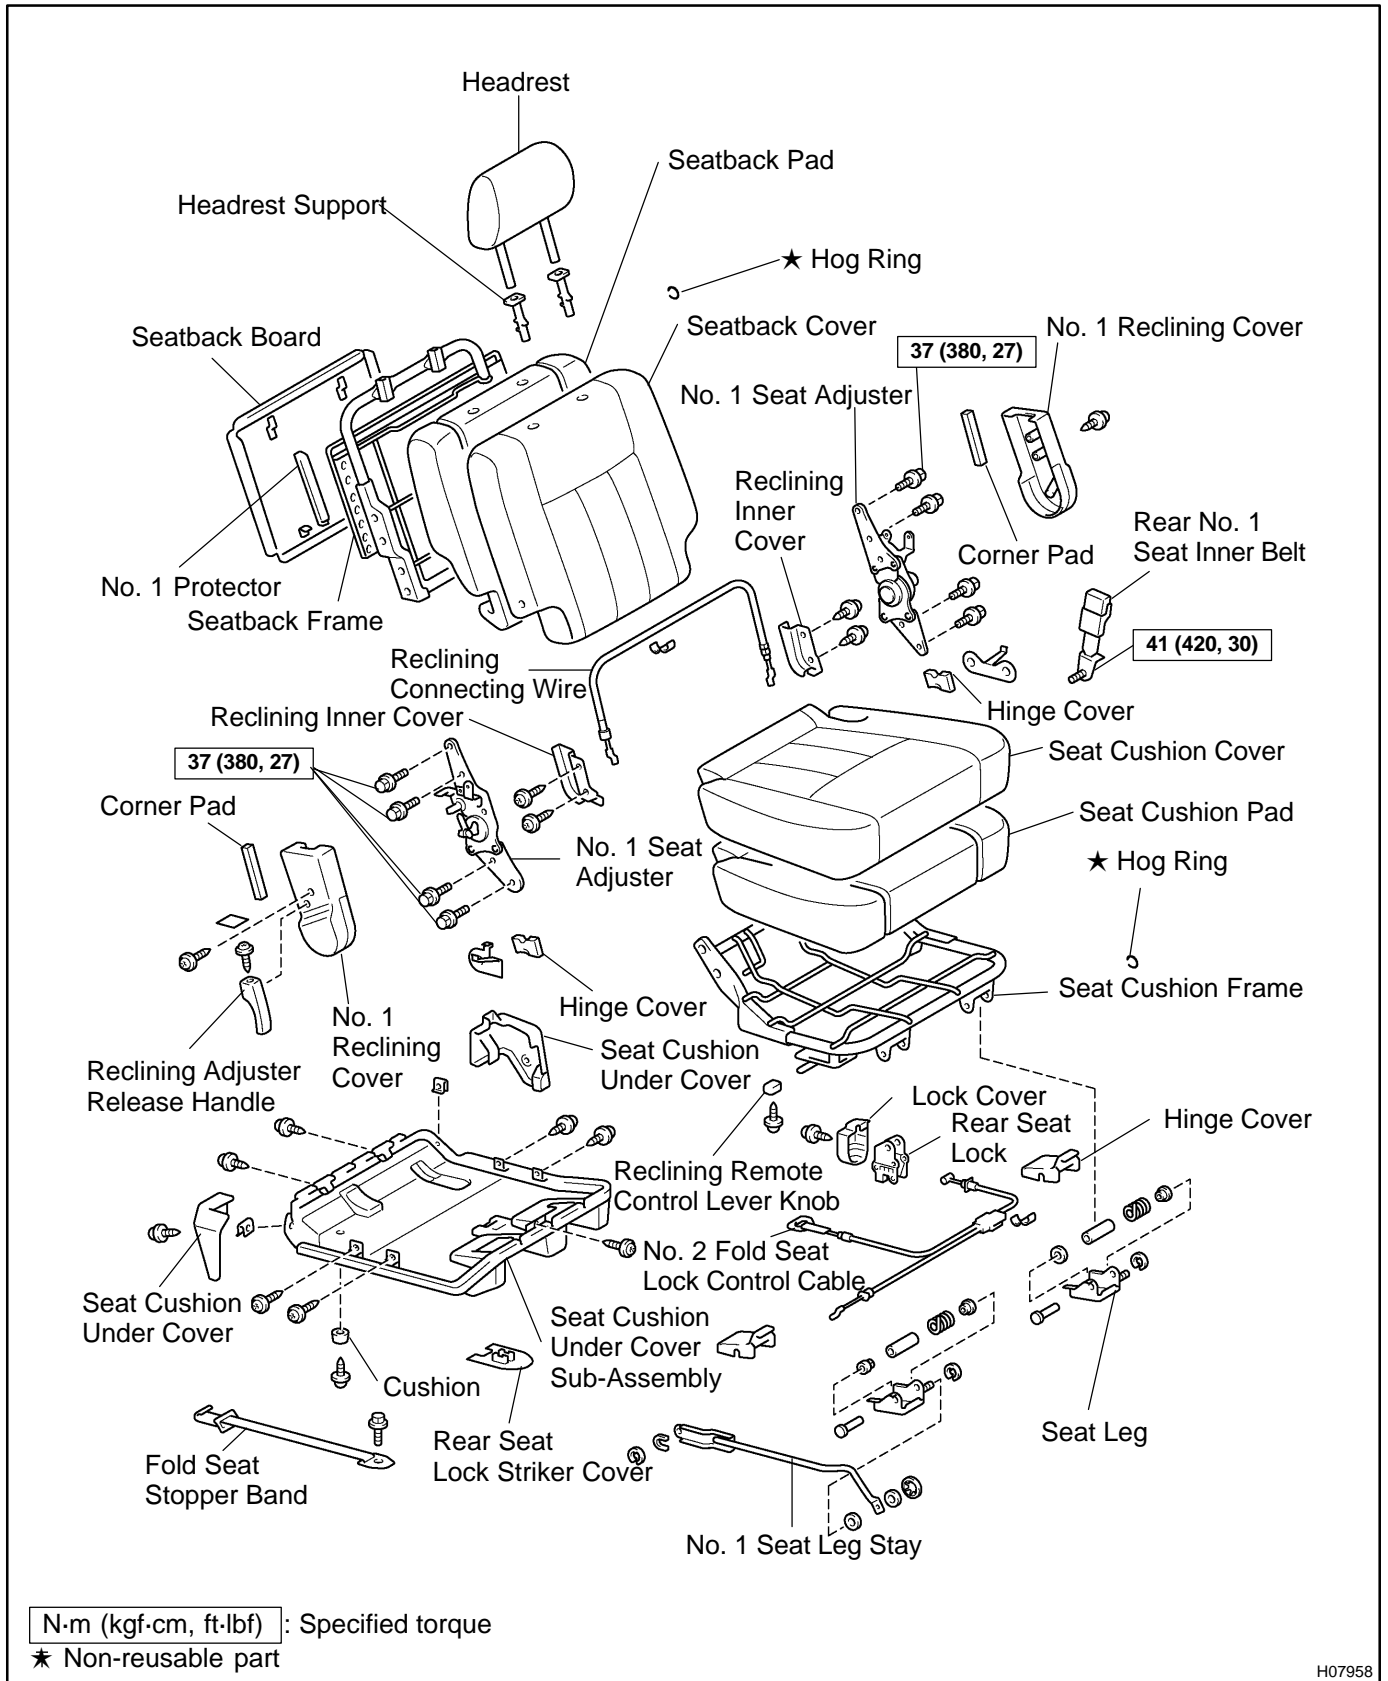 Headrest
Seatback Pad
Headrest Support
★ Hog Ring
Seatback Board
Seatback Cover
No. 1 Reclining Cover
37 (380, 27)
No. 1 Seat Adjuster
Reclining
Inner
Cover
Corner Pad
Rear No. 1
Seat Inner Belt
No. 1 Protector
Seatback Frame
41 (420, 30)
Reclining
Connecting Wire
Reclining Inner Cover
Hinge Cover
37 (380, 27)
Seat Cushion Cover
Corner Pad
Seat Cushion Pad
No. 1 Seat
Adjuster
★ Hog Ring
Hinge Cover
Seat Cushion Frame
No. 1
Reclining
Cover
Seat Cushion
Under Cover
Reclining Adjuster
Release Handle
Lock Cover
Rear Seat
Lock
Hinge Cover
Reclining Remote
Control Lever Knob
No. 2 Fold Seat
Lock Control Cable
Seat Cushion
Under Cover
Seat Cushion
Under Cover
Sub-Assembly
Cushion
Rear Seat
Lock Striker Cover
Seat Leg
Fold Seat
Stopper Band
No. 1 Seat Leg Stay
N·m (kgf·cm, ft·lbf) : Specified torque
★ Non-reusable part
H07958